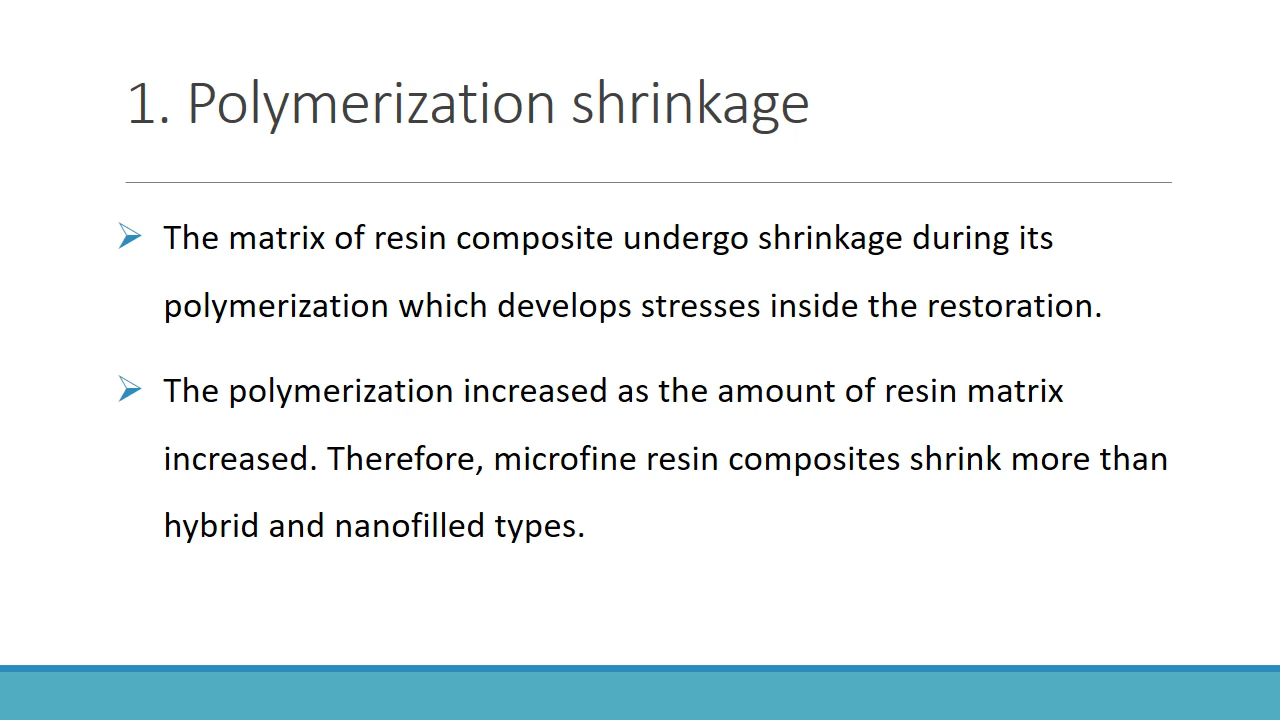 1. Polymerization shrinkage
The matrix of resin composite undergo shrinkage during its
polymerization which develops stresses inside the restoration.
The polymerization increased as the amount of resin matrix
increased. Therefore, microfine resin composites shrink more than
hybrid and nanofilled types.